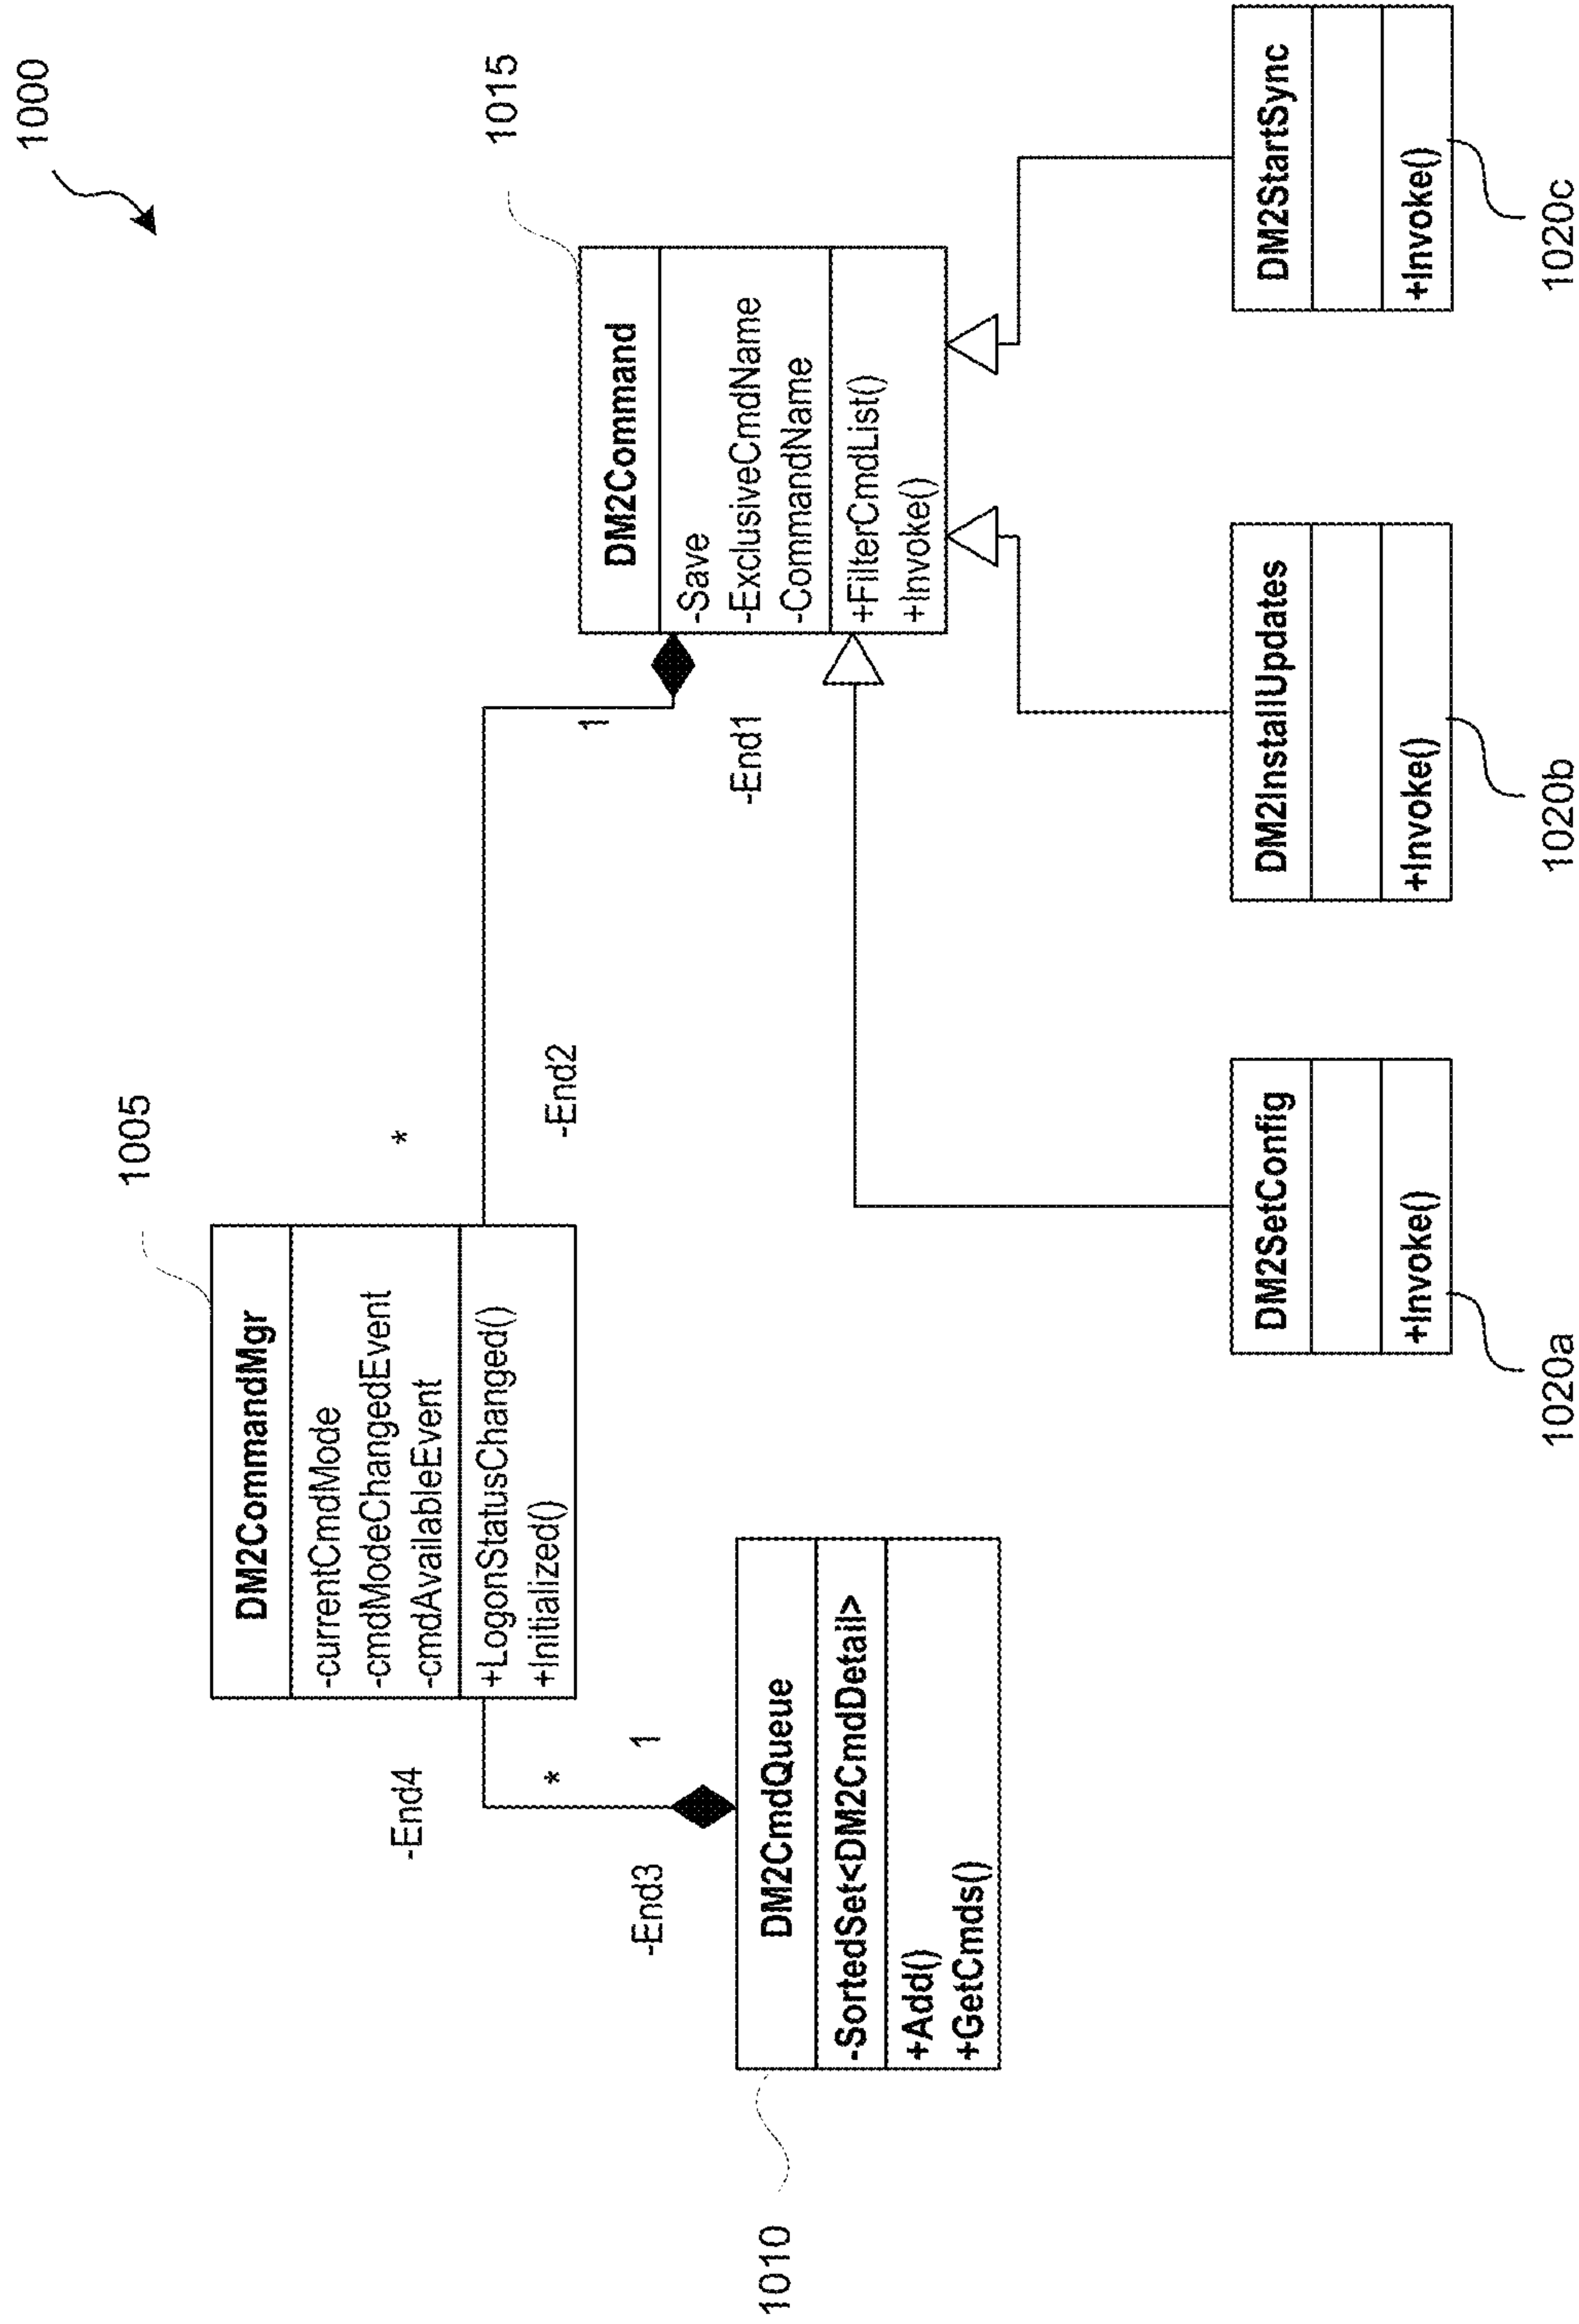 1000
1005
DM2CommandMgr
-currentCmdMode
-cmdModeChangedEvent
-cmdAvailableEvent
+LogonStatusChanged()
+Initialized()
-End4
*
-End3
1
*
-End2
1
-End1
1010
DM2CmdQueue
-SortedSet<DM2CmdDetail>
+Add()
+GetCmds()
1015
DM2Command
-Save
-ExclusiveCmdName
-CommandName
+FilterCmdList()
+Invoke()
DM2SetConfig
+Invoke()
1020a
DM2InstallUpdates
+Invoke()
1020b
DM2StartSync
+Invoke()
1020c